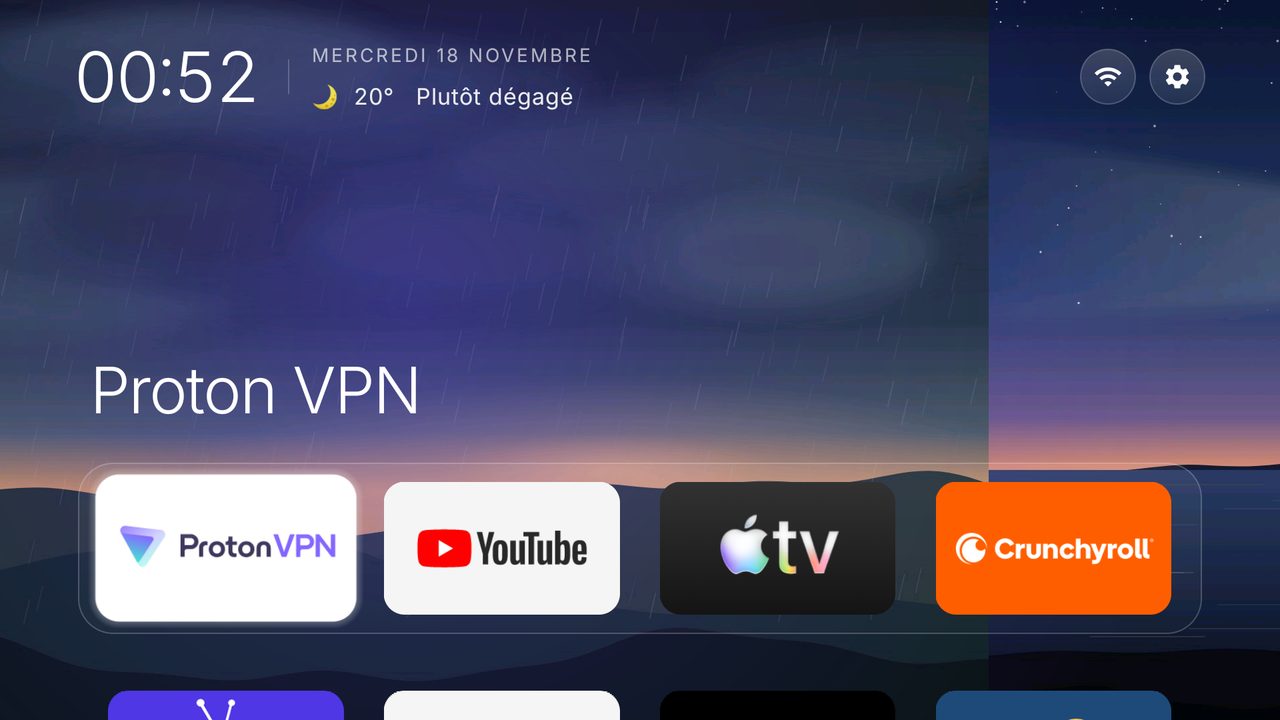 00:52
MERCREDI 18 NOVEMBRE
20° Plutôt dégagé
Proton VPN
ProtonVPN
YouTube
tv
Crunchyroll